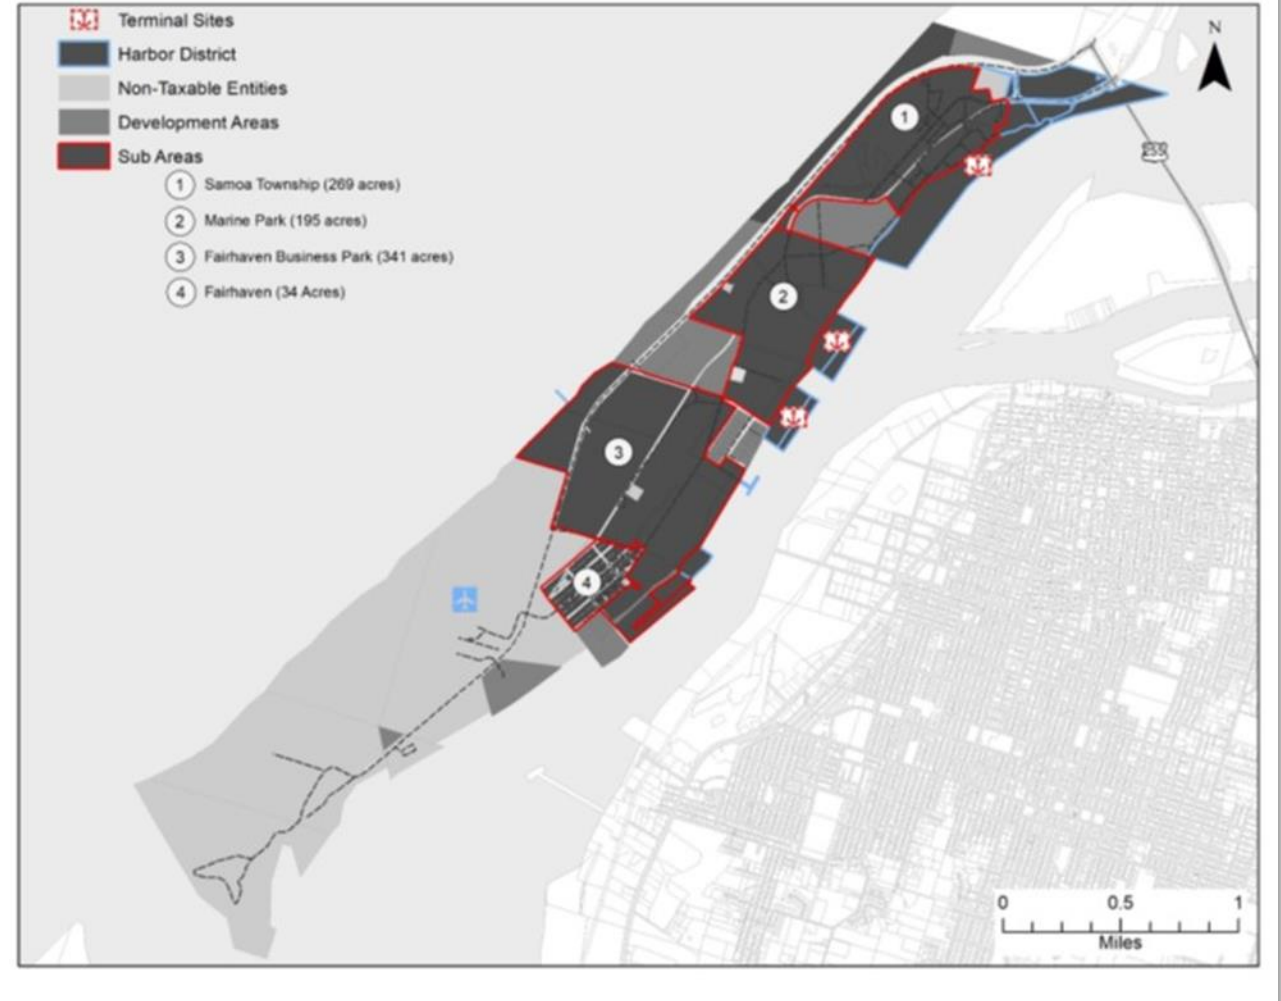 Terminal Sites
Harbor District
Non-Taxable Entities
Development Areas
Sub Areas
1 Samoa Township (269 acres)
2 Marine Park (195 acres)
3 Fairhaven Business Park (341 acres)
4 Fairhaven (34 Acres)
N
1
255
2
3
4
0 0.5 1
Miles